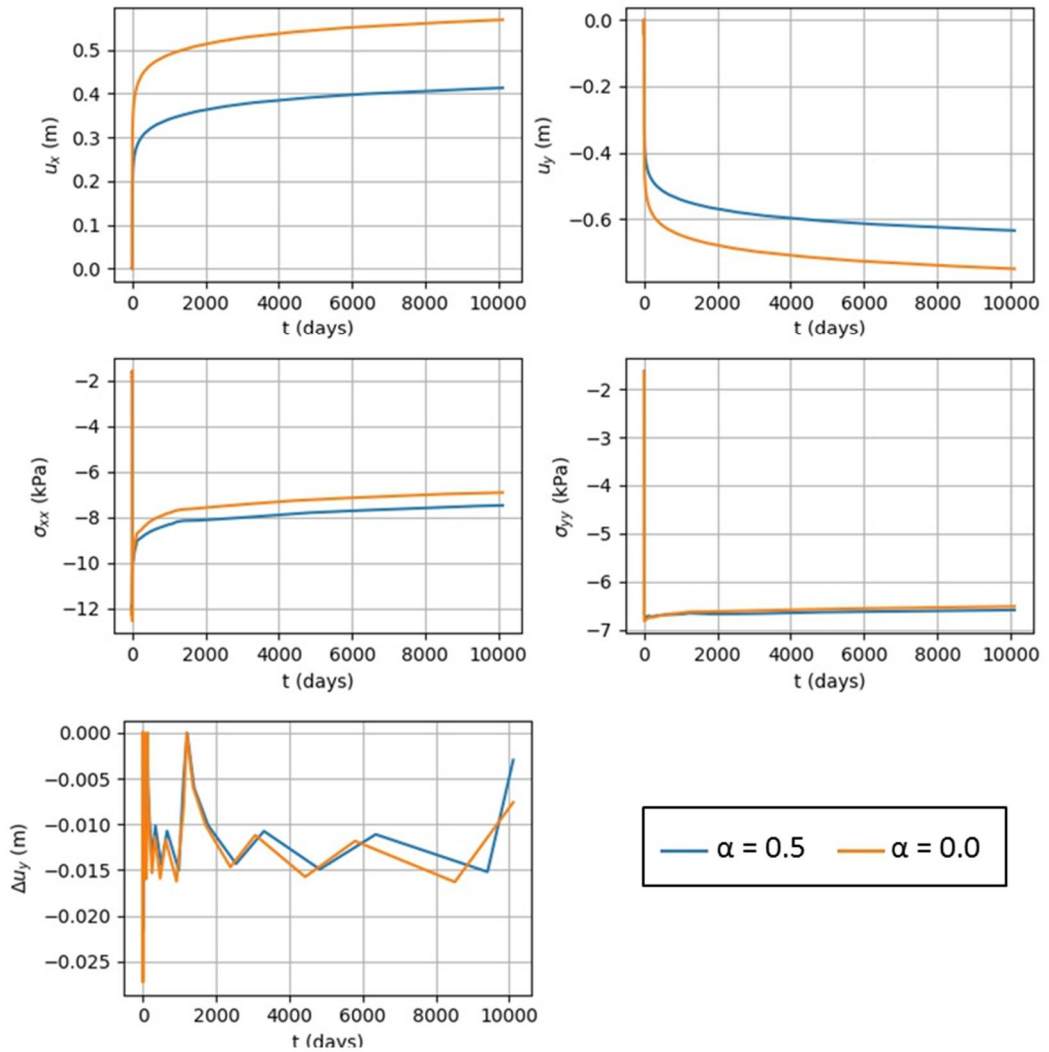 0.5
0.4
0.3
0.2
0.1
0.0
uₓ (m)
0 2000 4000 6000 8000 10000
t (days)
0.0
−0.2
−0.4
−0.6
u_y (m)
0 2000 4000 6000 8000 10000
t (days)
−2
−4
−6
−8
−10
−12
σₓₓ (kPa)
0 2000 4000 6000 8000 10000
t (days)
−2
−3
−4
−5
−6
−7
σ_yy (kPa)
0 2000 4000 6000 8000 10000
t (days)
0.000
−0.005
−0.010
−0.015
−0.020
−0.025
Δu_y (m)
0 2000 4000 6000 8000 10000
t (days)
α = 0.5 α = 0.0